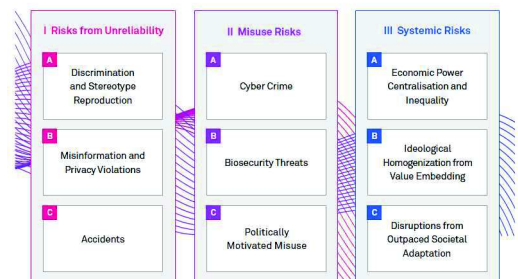 I Risks from Unreliability
A
Discrimination
and Stereotype
Reproduction
B
Misinformation and
Privacy Violations
C
Accidents
II Misuse Risks
A
Cyber Crime
B
Biosecurity Threats
C
Politically
Motivated Misuse
III Systemic Risks
A
Economic Power
Centralisation and
Inequality
B
Ideological
Homogenization from
Value Embedding
C
Disruptions from
Outpaced Societal
Adaptation